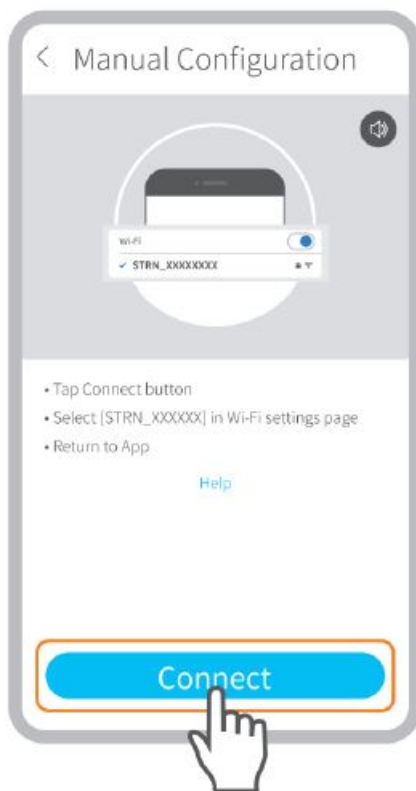 < Manual Configuration
Wi-Fi
✓ STRN_XXXXXXXX
• Tap Connect button
• Select [STRN_XXXXXX] in Wi-Fi settings page
• Return to App
Help
Connect